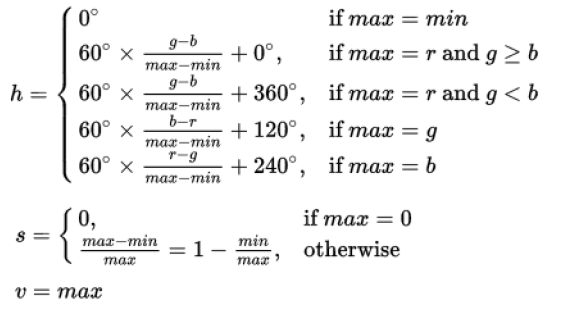 h = { 0° if max = min
60° × (g−b)/(max−min) + 0°, if max = r and g ≥ b
60° × (g−b)/(max−min) + 360°, if max = r and g < b
60° × (b−r)/(max−min) + 120°, if max = g
60° × (r−g)/(max−min) + 240°, if max = b
s = { 0, if max = 0
(max−min)/max = 1 − min/max, otherwise
v = max